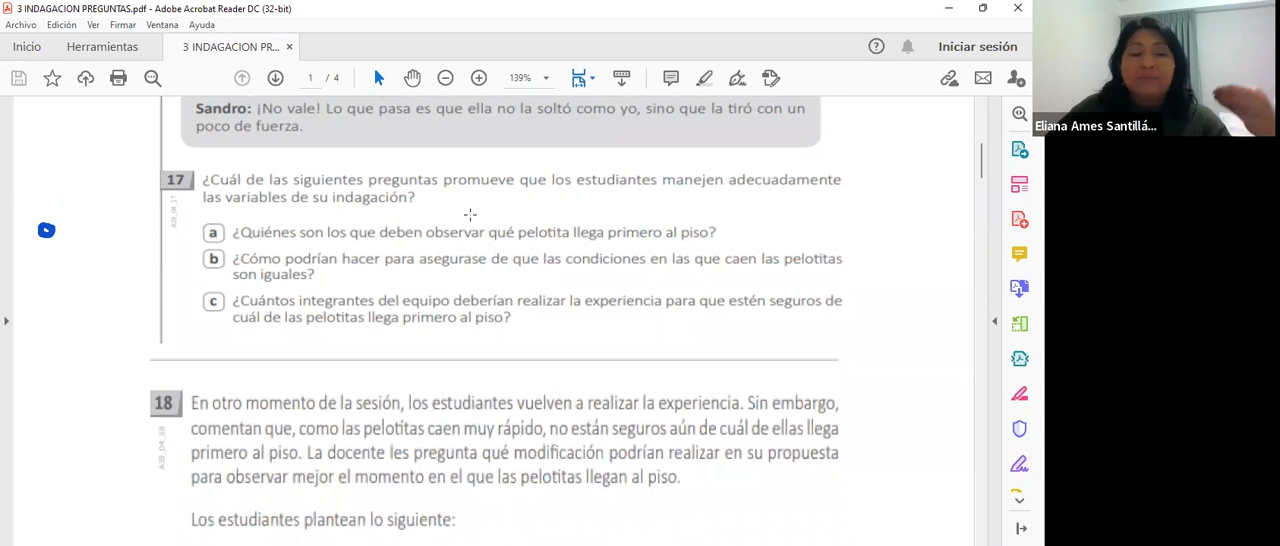 3 INDAGACION PREGUNTAS.pdf - Adobe Acrobat Reader DC (32-bit)
Archivo Edición Ver Firmar Ventana Ayuda
Inicio Herramientas 3 INDAGACION PR... × Iniciar sesión
1 / 4 139%
Eliana Ames Santillá...
Sandro: ¡No vale! Lo que pasa es que ella no la soltó como yo, sino que la tiró con un
poco de fuerza.
17 ¿Cuál de las siguientes preguntas promueve que los estudiantes manejen adecuadamente
las variables de su indagación?
a ¿Quiénes son los que deben observar qué pelotita llega primero al piso?
b ¿Cómo podrían hacer para asegurase de que las condiciones en las que caen las pelotitas
son iguales?
c ¿Cuántos integrantes del equipo deberían realizar la experiencia para que estén seguros de
cuál de las pelotitas llega primero al piso?
18 En otro momento de la sesión, los estudiantes vuelven a realizar la experiencia. Sin embargo,
comentan que, como las pelotitas caen muy rápido, no están seguros aún de cuál de ellas llega
primero al piso. La docente les pregunta qué modificación podrían realizar en su propuesta
para observar mejor el momento en el que las pelotitas llegan al piso.
Los estudiantes plantean lo siguiente: